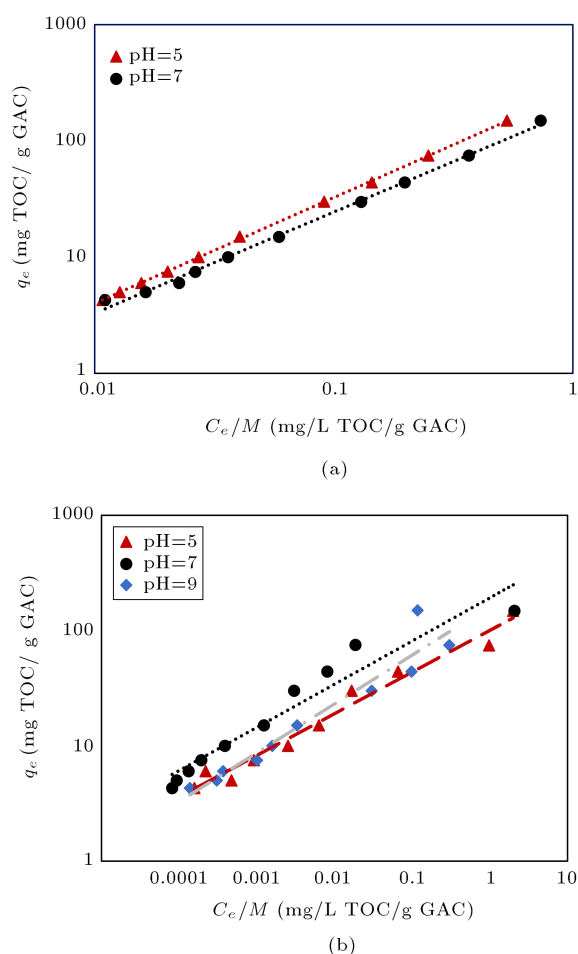 1000
pH=5
pH=7
100
10
1
q_e (mg TOC/ g GAC)
0.01 0.1 1
C_e/M (mg/L TOC/g GAC)
(a)
1000
pH=5
pH=7
pH=9
100
10
1
q_e (mg TOC/ g GAC)
0.0001 0.001 0.01 0.1 1 10
C_e/M (mg/L TOC/g GAC)
(b)